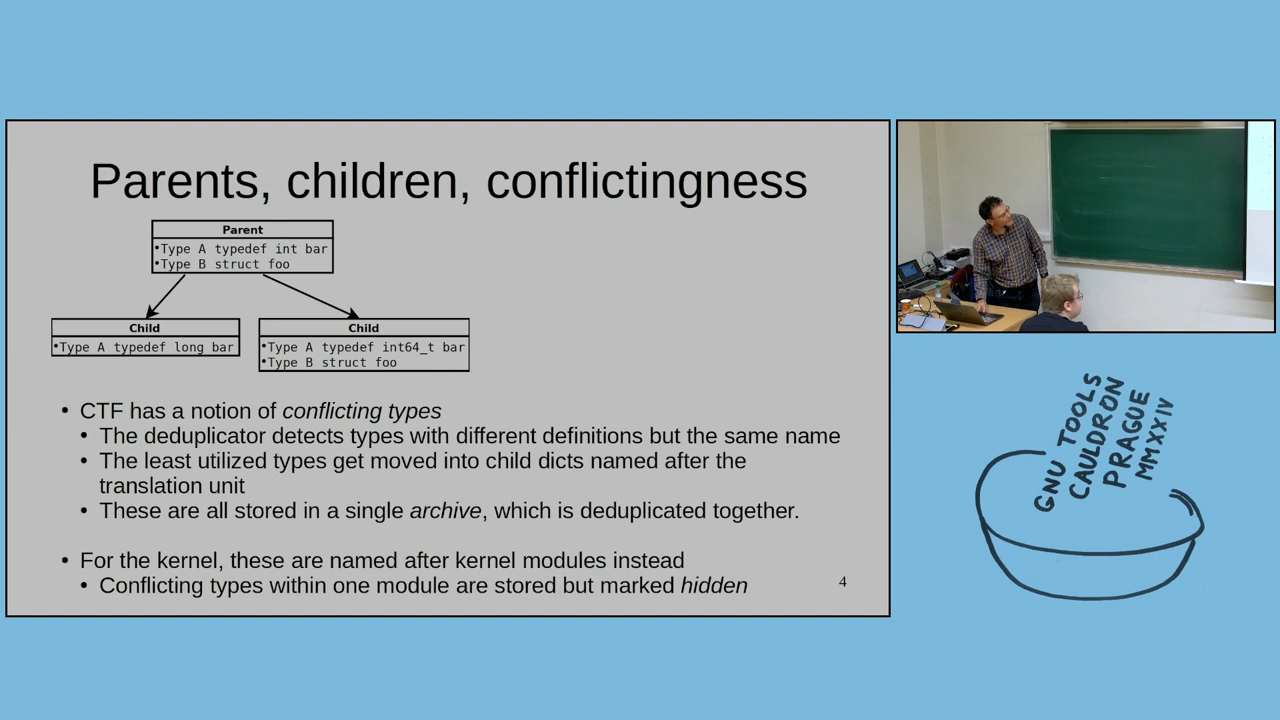 Parents, children, conflictingness
Parent
•Type A typedef int bar
•Type B struct foo
Child
•Type A typedef long bar
Child
•Type A typedef int64_t bar
•Type B struct foo
• CTF has a notion of conflicting types
• The deduplicator detects types with different definitions but the same name
• The least utilized types get moved into child dicts named after the
translation unit
• These are all stored in a single archive, which is deduplicated together.
• For the kernel, these are named after kernel modules instead
• Conflicting types within one module are stored but marked hidden
4
GNU TOOLS
CAULDRON
PRAGUE
MMXXIV